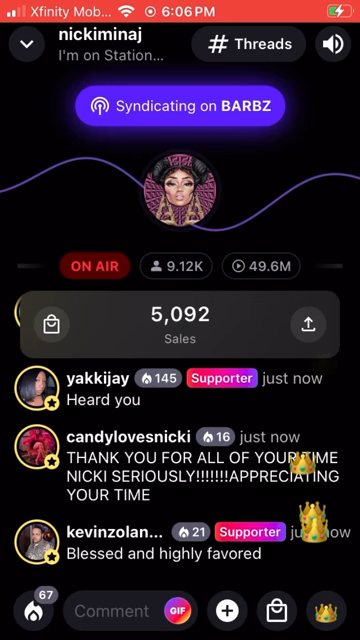 Xfinity Mob... 6:06 PM
nickiminaj
I'm on Station...
# Threads
Syndicating on BARBZ
ON AIR 9.12K 49.6M
5,092
Sales
yakkijay 145 Supporter just now
Heard you
candylovesnicki 16 just now
THANK YOU FOR ALL OF YOUR TIME
NICKI SERIOUSLY!!!!!!!APPRECIATING
YOUR TIME
kevinzolan... 21 Supporter just now
Blessed and highly favored
67
Comment GIF